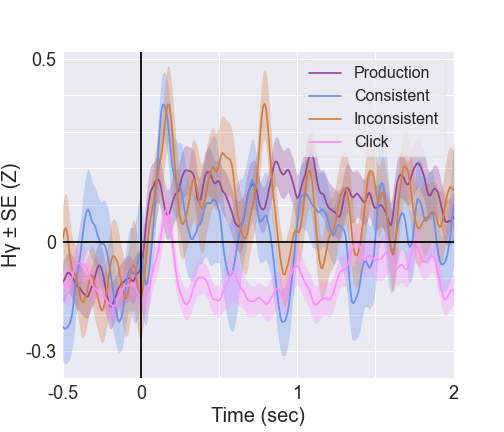 0.5
Production
Consistent
Inconsistent
Click
Hγ ± SE (Z)
0
-0.3
-0.5 0 1 2
Time (sec)